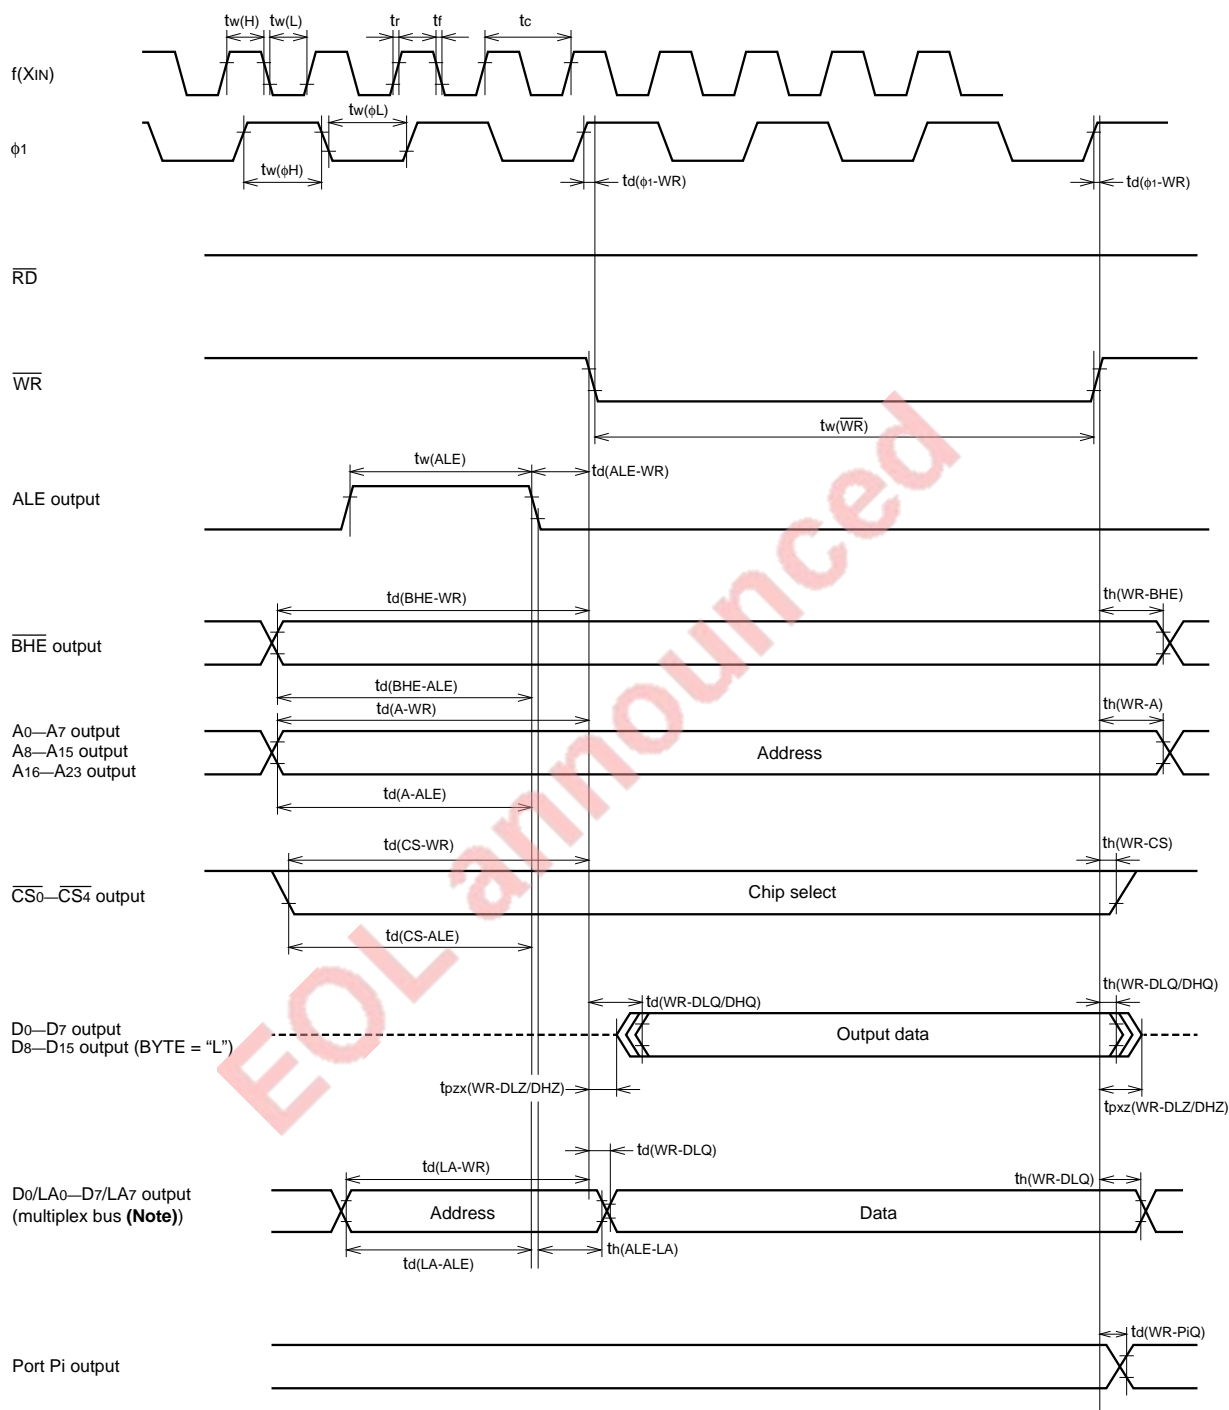 tw(H) tw(L) tr tf tc
f(XIN)
tw(ϕL)
ϕ1
tw(ϕH)
td(ϕ1-WR) td(ϕ1-WR)
RD
WR
tw(WR)
tw(ALE)
td(ALE-WR)
ALE output
td(BHE-WR) th(WR-BHE)
BHE output
td(BHE-ALE)
td(A-WR) th(WR-A)
A0—A7 output
A8—A15 output Address
A16—A23 output
td(A-ALE)
td(CS-WR) th(WR-CS)
CS0—CS4 output Chip select
td(CS-ALE)
td(WR-DLQ/DHQ) th(WR-DLQ/DHQ)
D0—D7 output Output data
D8—D15 output (BYTE = “L”)
tpzx(WR-DLZ/DHZ) tpxz(WR-DLZ/DHZ)
td(WR-DLQ)
td(LA-WR) th(WR-DLQ)
D0/LA0—D7/LA7 output
(multiplex bus (Note)) Address Data
td(LA-ALE) th(ALE-LA)
td(WR-PiQ)
Port Pi output
EOL announced